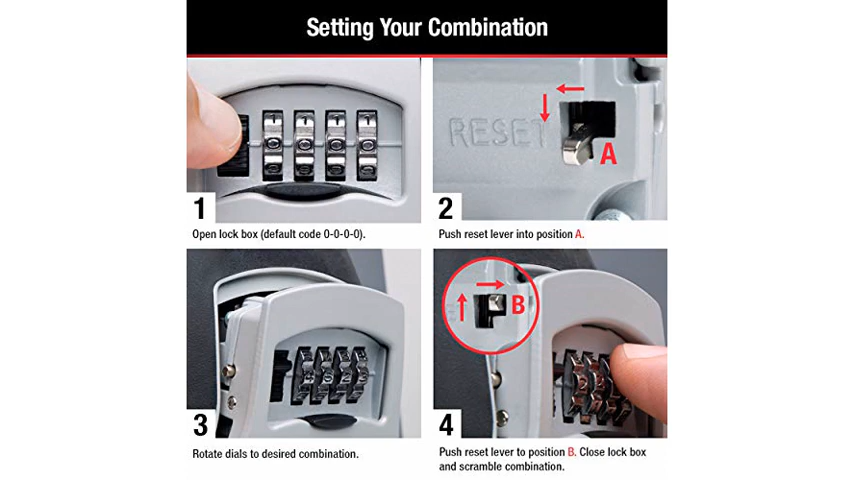 Setting Your Combination
1
Open lock box (default code 0-0-0-0).
RESET
A
2
Push reset lever into position A.
3
Rotate dials to desired combination.
B
4
Push reset lever to position B. Close lock box
and scramble combination.